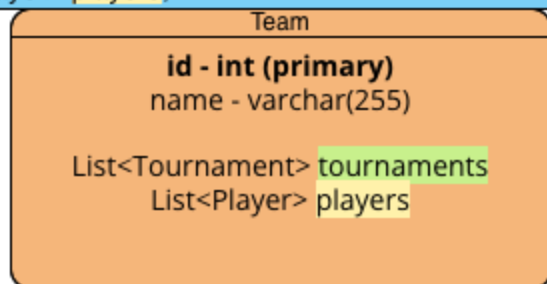 Team
id - int (primary)
name - varchar(255)
List<Tournament> tournaments
List<Player> players